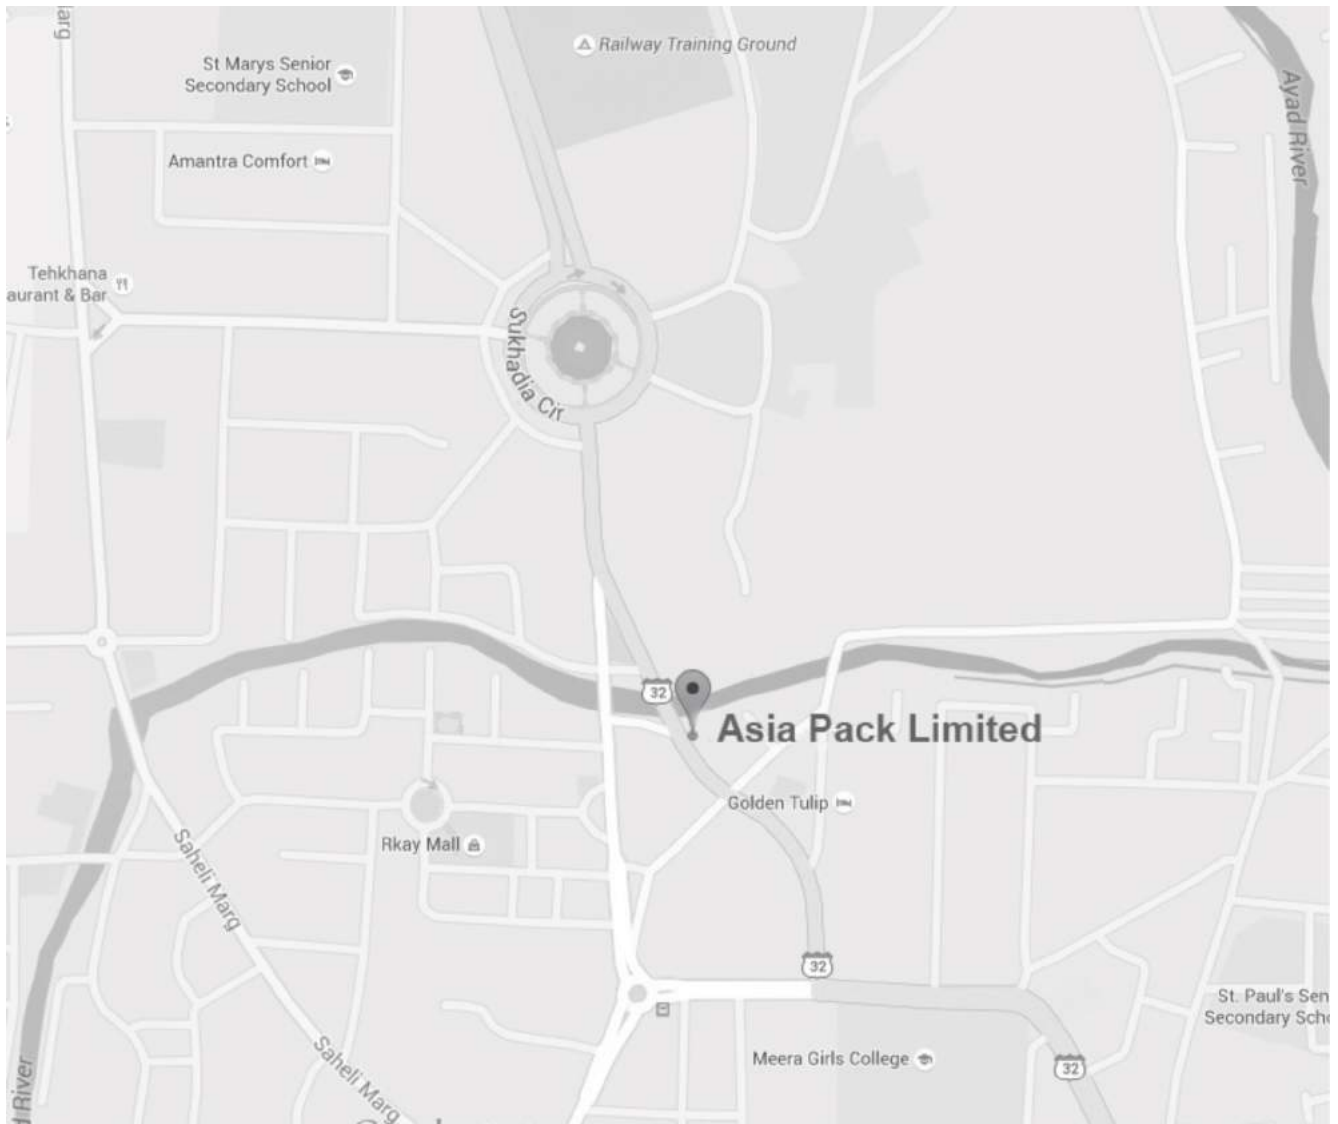 arg
Railway Training Ground
St Marys Senior
Secondary School
Ayad River
Amantra Comfort
Tehkhana
aurant & Bar
Sukhadia Cir
32
Asia Pack Limited
Golden Tulip
Rkay Mall
Saheli Marg
32
St. Paul's Sen
Secondary Scho
Saheli Marg
Meera Girls College
32
d River